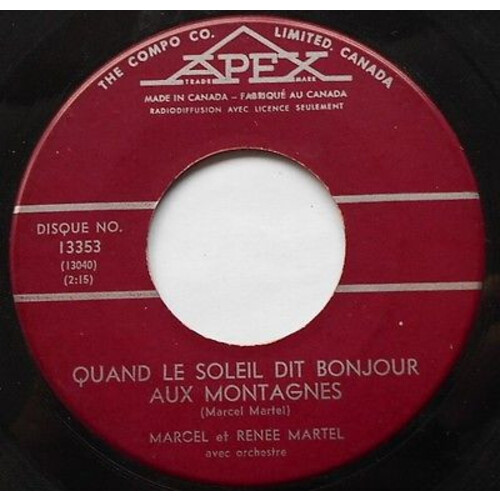 THE COMPO CO. LIMITED. CANADA
APEX
TRADE MARK
MADE IN CANADA - FABRIQUÉ AU CANADA
RADIODIFFUSION AVEC LICENCE SEULEMENT
DISQUE NO.
13353
(13040)
(2:15)
QUAND LE SOLEIL DIT BONJOUR
AUX MONTAGNES
(Marcel Martel)
MARCEL et RENEE MARTEL
avec orchestre